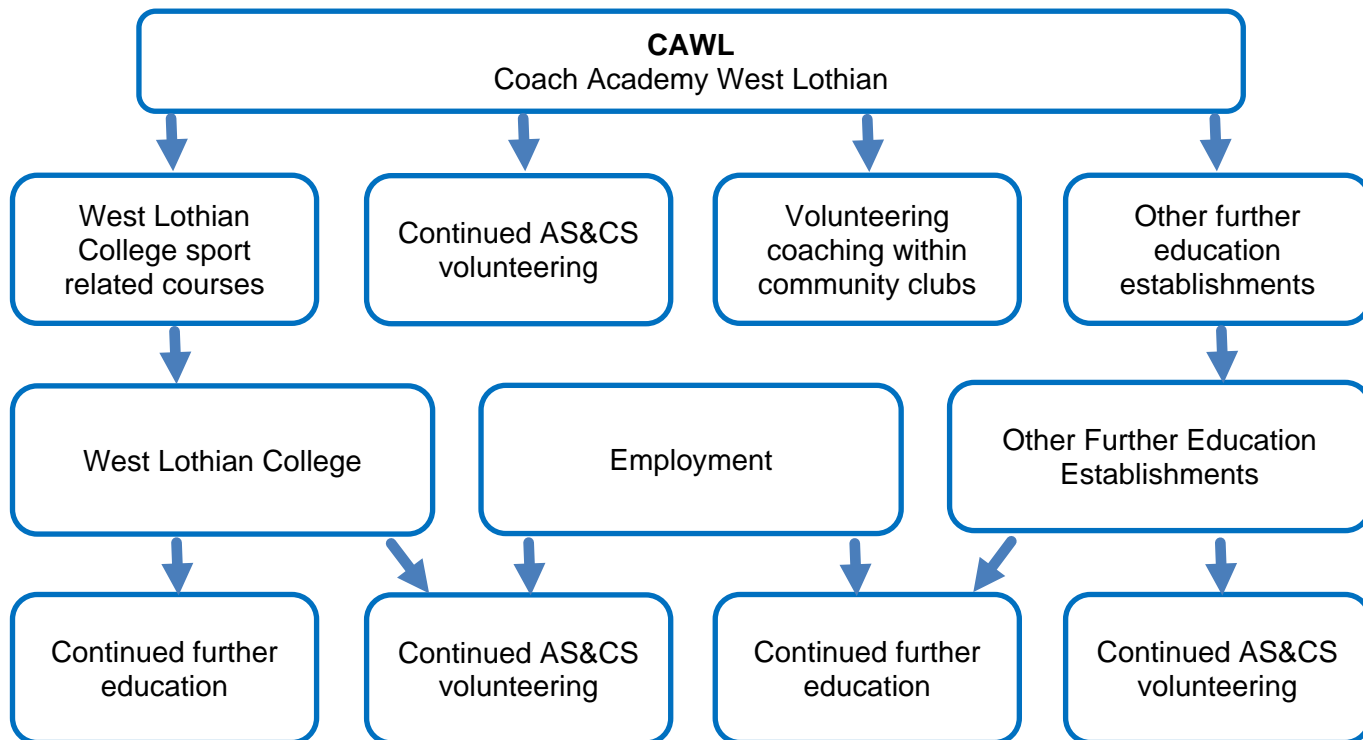 CAWL
Coach Academy West Lothian
West Lothian
College sport
related courses
Continued AS&CS
volunteering
Volunteering
coaching within
community clubs
Other further
education
establishments
West Lothian College
Employment
Other Further Education
Establishments
Continued further
education
Continued AS&CS
volunteering
Continued further
education
Continued AS&CS
volunteering